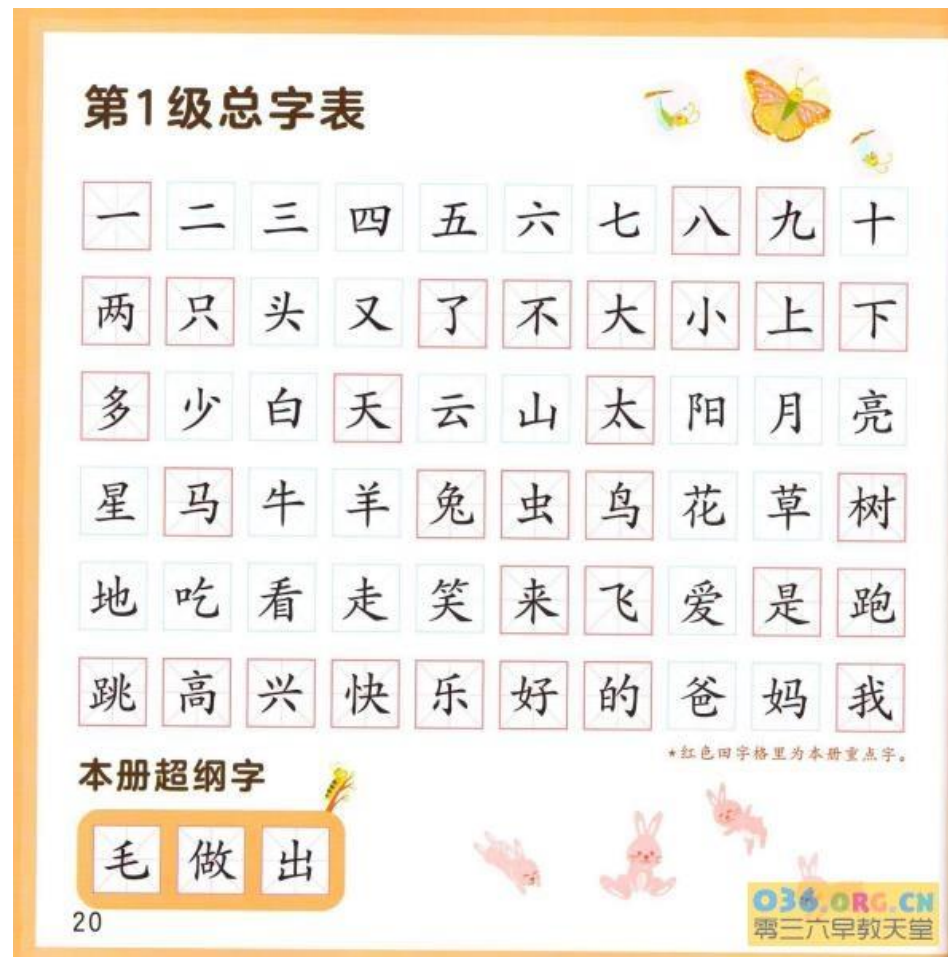 第1级总字表
一 二 三 四 五 六 七 八 九 十
两 只 头 又 了 不 大 小 上 下
多 少 白 天 云 山 太 阳 月 亮
星 马 牛 羊 兔 虫 鸟 花 草 树
地 吃 看 走 笑 来 飞 爱 是 跑
跳 高 兴 快 乐 好 的 爸 妈 我
*红色田字格里为本册重点字。
本册超纲字
毛 做 出
20
036.ORG.CN
零三六早教天堂